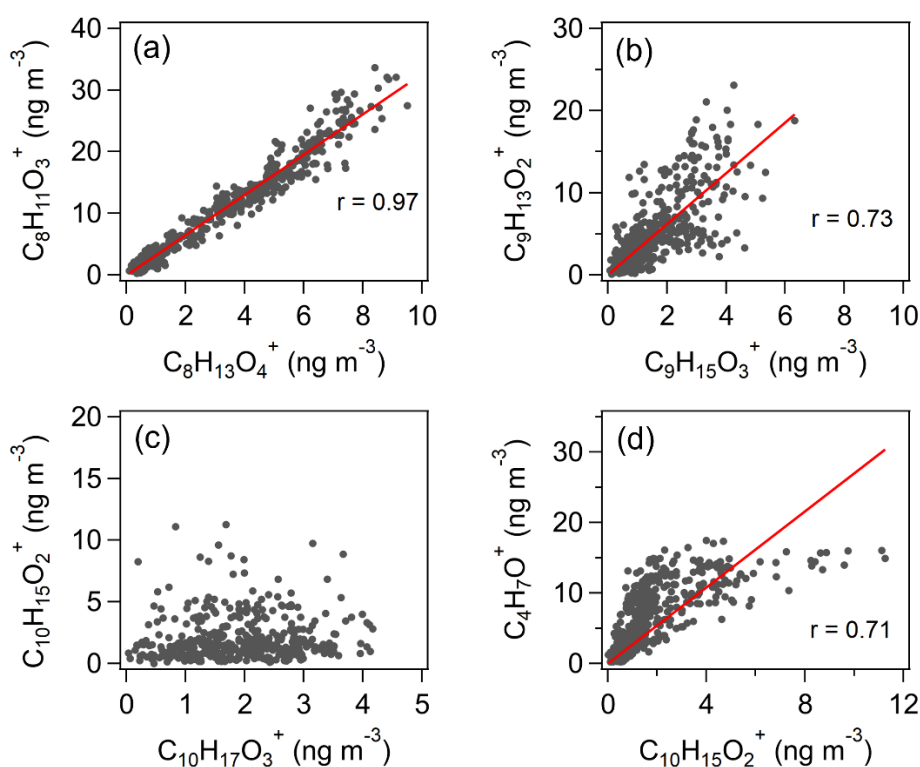 (a)
C₈H₁₁O₃⁺ (ng m⁻³)
40
30
20
10
0
r = 0.97
0 2 4 6 8 10
C₈H₁₃O₄⁺ (ng m⁻³)
(b)
C₉H₁₃O₂⁺ (ng m⁻³)
30
20
10
0
r = 0.73
0 2 4 6 8 10
C₉H₁₅O₃⁺ (ng m⁻³)
(c)
C₁₀H₁₅O₂⁺ (ng m⁻³)
20
15
10
5
0
0 1 2 3 4 5
C₁₀H₁₇O₃⁺ (ng m⁻³)
(d)
C₄H₇O⁺ (ng m⁻³)
30
20
10
0
r = 0.71
0 4 8 12
C₁₀H₁₅O₂⁺ (ng m⁻³)